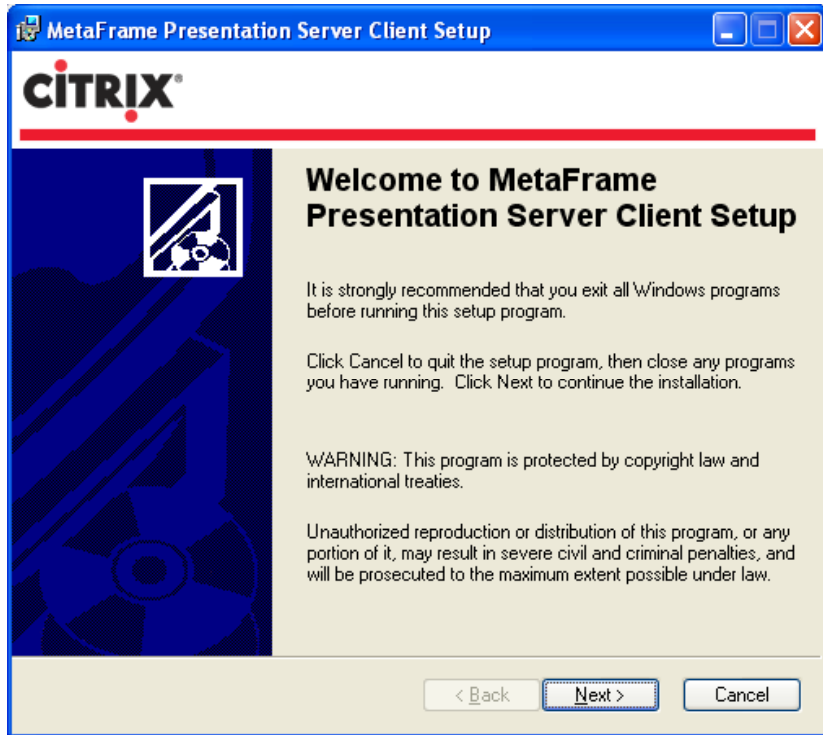 MetaFrame Presentation Server Client Setup
CITRIX®
Welcome to MetaFrame
Presentation Server Client Setup
It is strongly recommended that you exit all Windows programs
before running this setup program.
Click Cancel to quit the setup program, then close any programs
you have running. Click Next to continue the installation.
WARNING: This program is protected by copyright law and
international treaties.
Unauthorized reproduction or distribution of this program, or any
portion of it, may result in severe civil and criminal penalties, and
will be prosecuted to the maximum extent possible under law.
< Back Next > Cancel